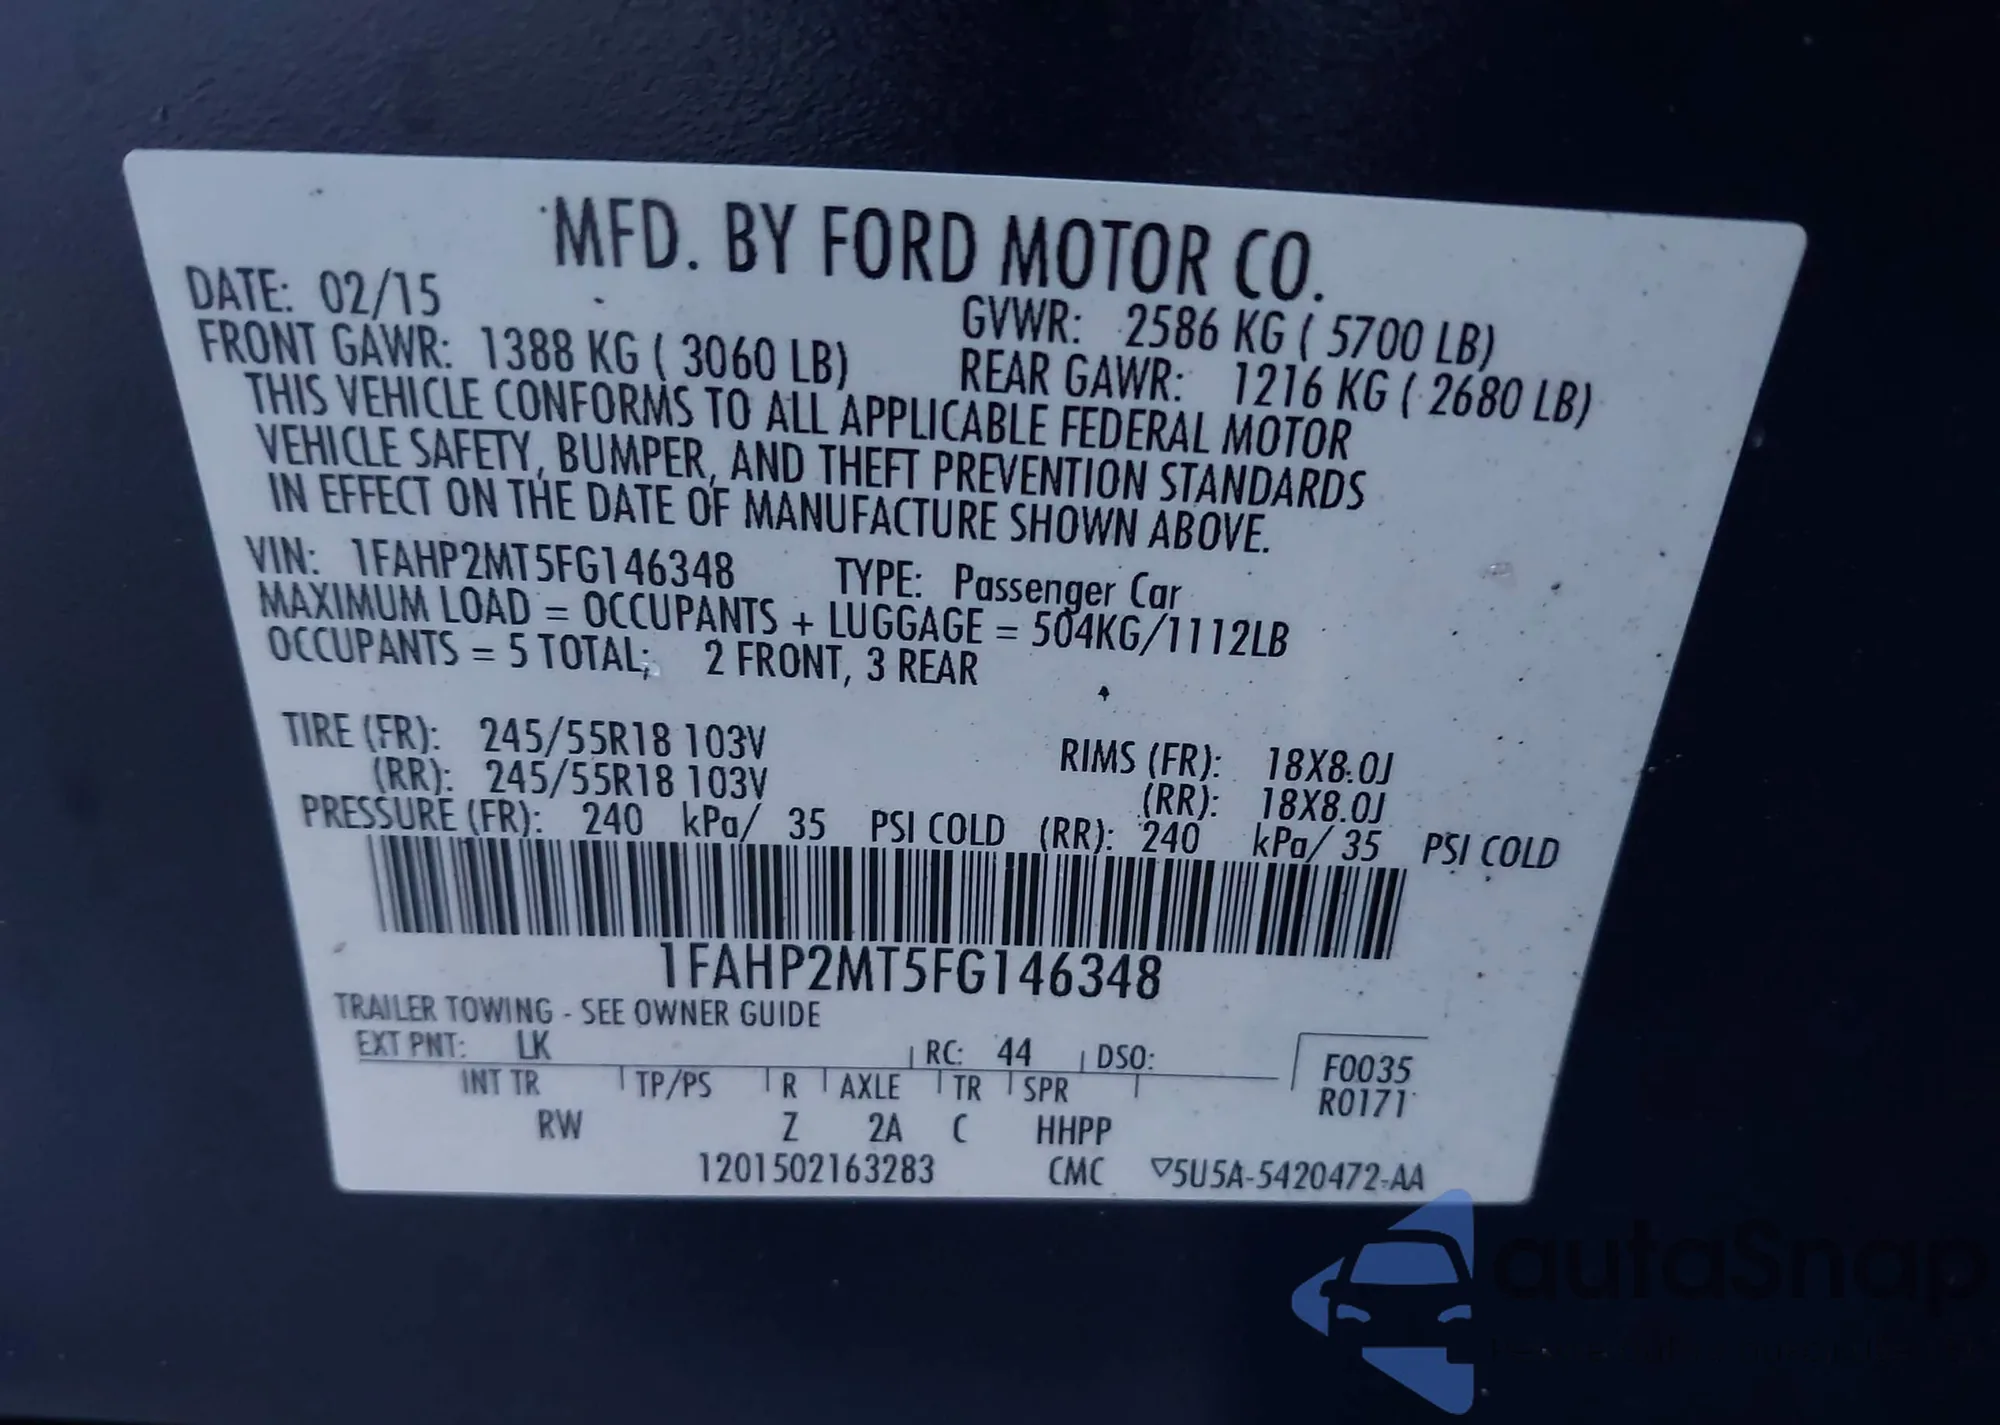 MFD. BY FORD MOTOR CO.
DATE: 02/15 GVWR: 2586 KG ( 5700 LB)
FRONT GAWR: 1388 KG ( 3060 LB) REAR GAWR: 1216 KG ( 2680 LB)
THIS VEHICLE CONFORMS TO ALL APPLICABLE FEDERAL MOTOR
VEHICLE SAFETY, BUMPER, AND THEFT PREVENTION STANDARDS
IN EFFECT ON THE DATE OF MANUFACTURE SHOWN ABOVE.
VIN: 1FAHP2MT5FG146348 TYPE: Passenger Car
MAXIMUM LOAD = OCCUPANTS + LUGGAGE = 504KG/1112LB
OCCUPANTS = 5 TOTAL; 2 FRONT, 3 REAR
TIRE (FR): 245/55R18 103V RIMS (FR): 18X8.0J
(RR): 245/55R18 103V (RR): 18X8.0J
PRESSURE (FR): 240 kPa/ 35 PSI COLD (RR): 240 kPa/ 35 PSI COLD
1FAHP2MT5FG146348
TRAILER TOWING - SEE OWNER GUIDE
EXT PNT: LK RC: 44 DSO: F0035
INT TR TP/PS R AXLE TR SPR R0171
RW Z 2A C HHPP
1201502163283 CMC ▽5U5A-5420472-AA
autaSnap